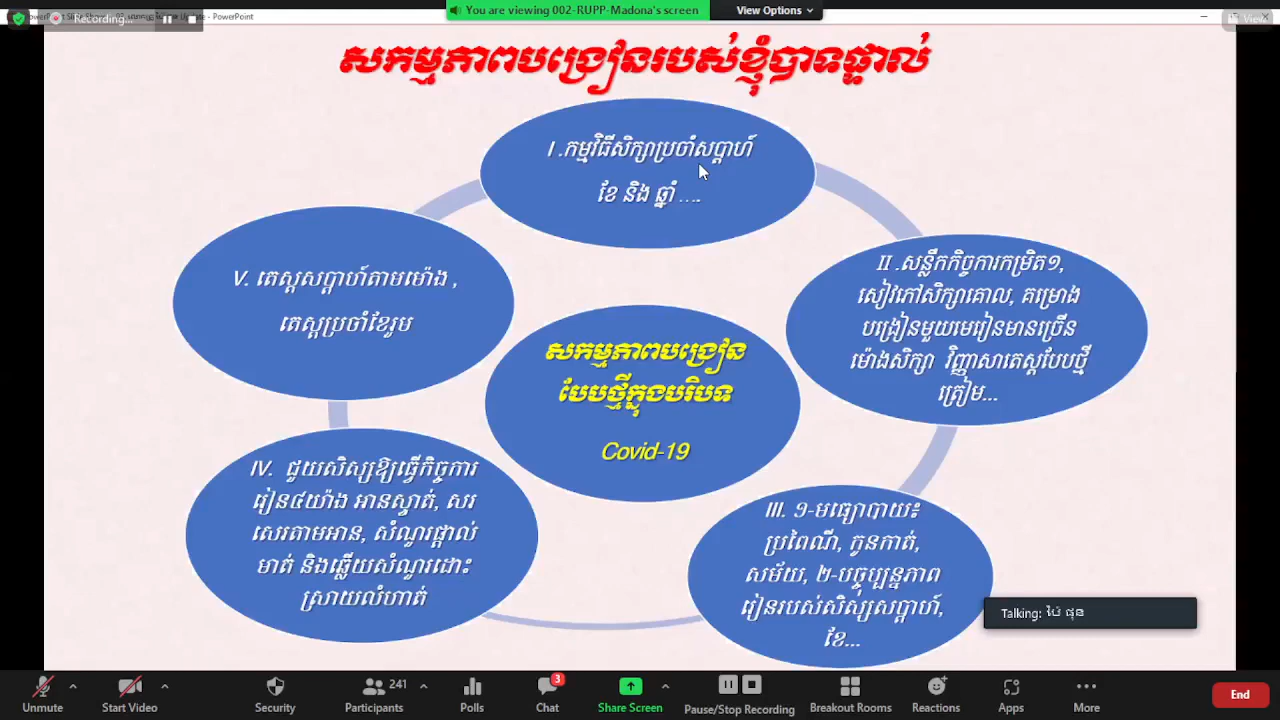 Recording...
PowerPoint
You are viewing 002-RUPP-Madona's screen
View Options
View
សកម្មភាពបង្រៀនរបស់ខ្ញុំបាទផ្ទាល់
I .កម្មវិធីសិក្សាប្រចាំសប្តាហ៍
ខែ និង ឆ្នាំ ….
II .សន្លឹកកិច្ចការកម្រិត១,
សៀវភៅសិក្សាគោល, គម្រោង
បង្រៀនមួយមេរៀនមានច្រើន
ម៉ោងសិក្សា វិញ្ញាសាតេស្តបែបថ្មី
ត្រៀម...
III. ១-មធ្យោបាយ៖
ប្រពៃណី, កូនកាត់,
សម័យ, ២-បច្ចុប្បន្នភាព
រៀនរបស់សិស្សសប្តាហ៍,
ខែ...
IV. ជួយសិស្សឱ្យធ្វើកិច្ចការ
រៀន៤យ៉ាង អានស្ងាត់, សរ
សេរតាមអាន, សំណួរផ្ដាល់
មាត់ និងឆ្លើយសំណួរដោះ
ស្រាយលំហាត់
V. តេស្តសប្តាហ៍តាមម៉ោង ,
តេស្តប្រចាំខែរួប
សកម្មភាពបង្រៀន
បែបថ្មីក្នុងបរិបទ
Covid-19
Talking: ប៉ៃ ផុន
Unmute
Start Video
Security
241
Participants
Polls
3
Chat
Share Screen
Pause/Stop Recording
Breakout Rooms
Reactions
Apps
More
End